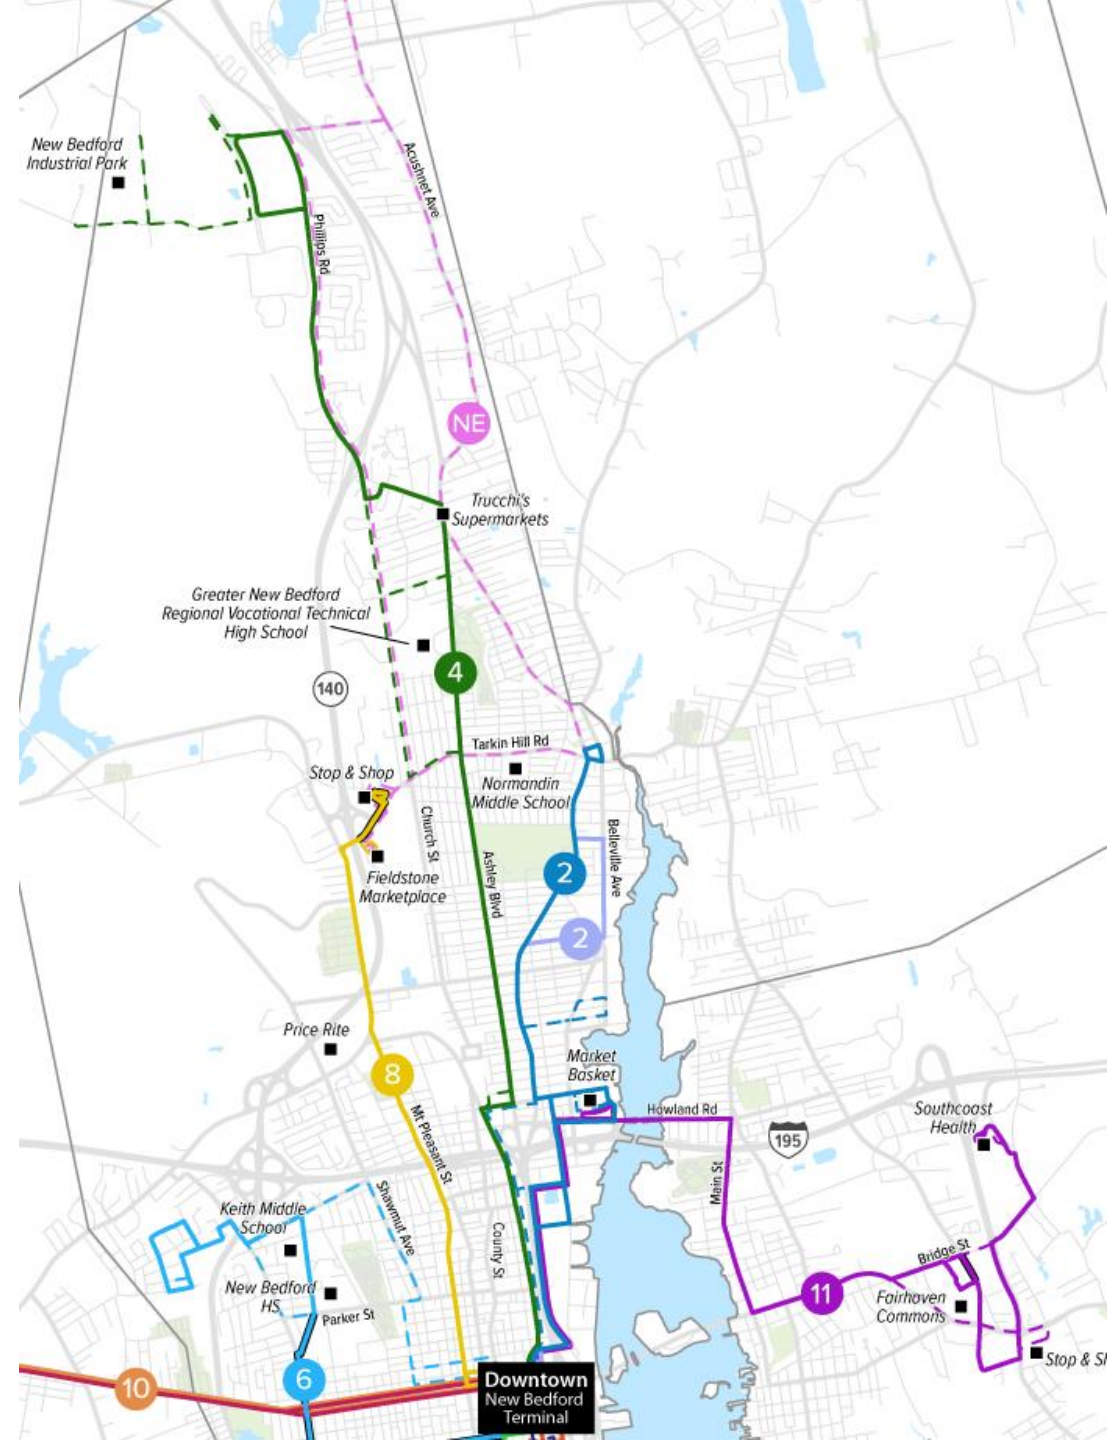 New Bedford
Industrial Park
Acushnet Ave
Phillips Rd
NE
Trucchi's
Supermarkets
Greater New Bedford
Regional Vocational Technical
High School
4
140
Tarkin Hill Rd
Stop & Shop
Normandin
Middle School
Church St
Ashley Blvd
Belleville Ave
Fieldstone
Marketplace
2
2
Price Rite
8
Market
Basket
Mt Pleasant St
Howland Rd
Southcoast
Health
195
Main St
Shawmut Ave
Keith Middle
School
County St
Bridge St
New Bedford
HS
Parker St
11
Fairhaven
Commons
Stop & Sh
10
6
Downtown
New Bedford
Terminal